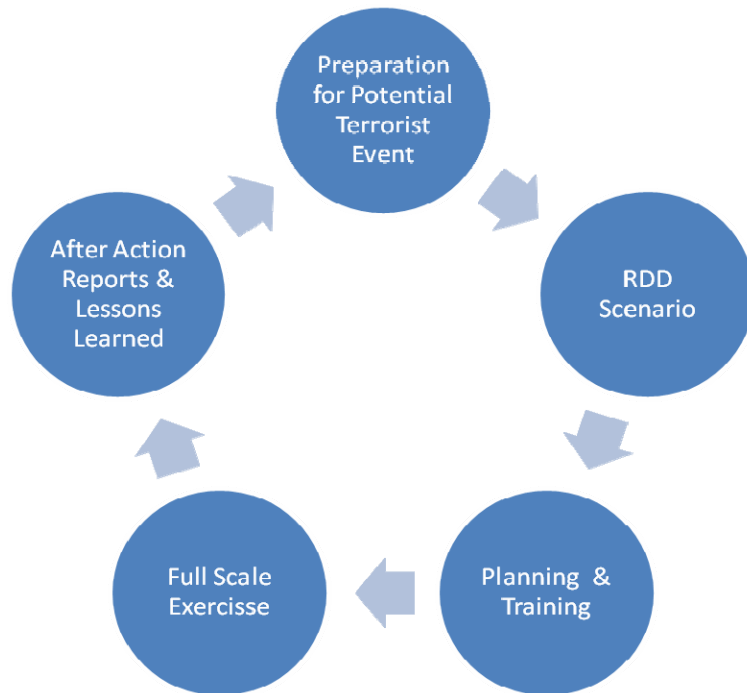 Preparation
for Potential
Terrorist
Event
RDD
Scenario
Planning &
Training
Full Scale
Exercisse
After Action
Reports &
Lessons
Learned